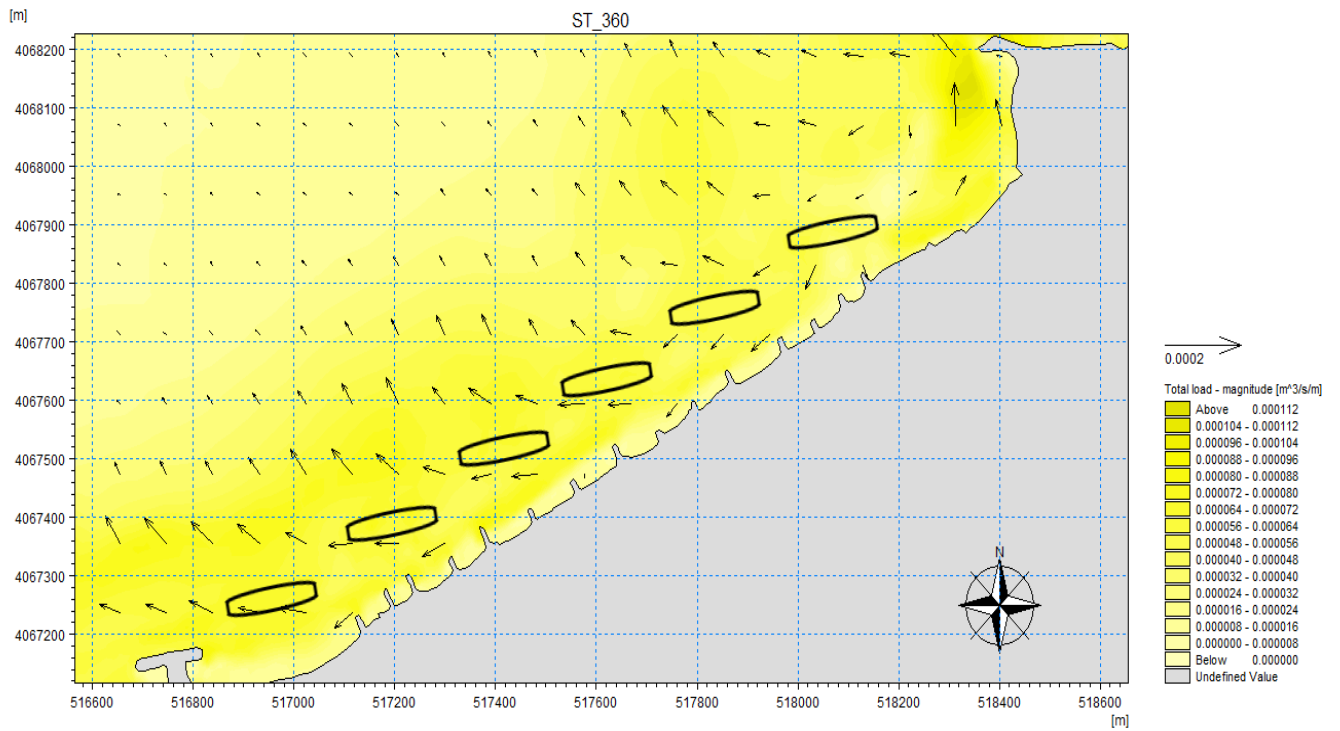 [m]
ST_360
4068200
4068100
4068000
4067900
4067800
4067700
4067600
4067500
4067400
4067300
4067200
516600 516800 517000 517200 517400 517600 517800 518000 518200 518400 518600
[m]
N
0.0002
Total load - magnitude [m^3/s/m]
Above 0.000112
0.000104 - 0.000112
0.000096 - 0.000104
0.000088 - 0.000096
0.000080 - 0.000088
0.000072 - 0.000080
0.000064 - 0.000072
0.000056 - 0.000064
0.000048 - 0.000056
0.000040 - 0.000048
0.000032 - 0.000040
0.000024 - 0.000032
0.000016 - 0.000024
0.000008 - 0.000016
0.000000 - 0.000008
Below 0.000000
Undefined Value